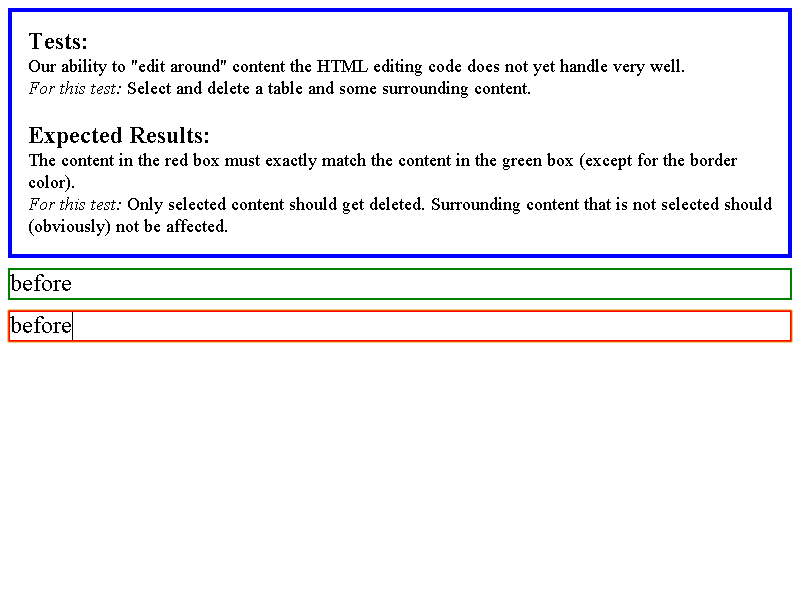 Tests:
Our ability to "edit around" content the HTML editing code does not yet handle very well.
For this test: Select and delete a table and some surrounding content.
Expected Results:
The content in the red box must exactly match the content in the green box (except for the border
color).
For this test: Only selected content should get deleted. Surrounding content that is not selected should
(obviously) not be affected.
before
before